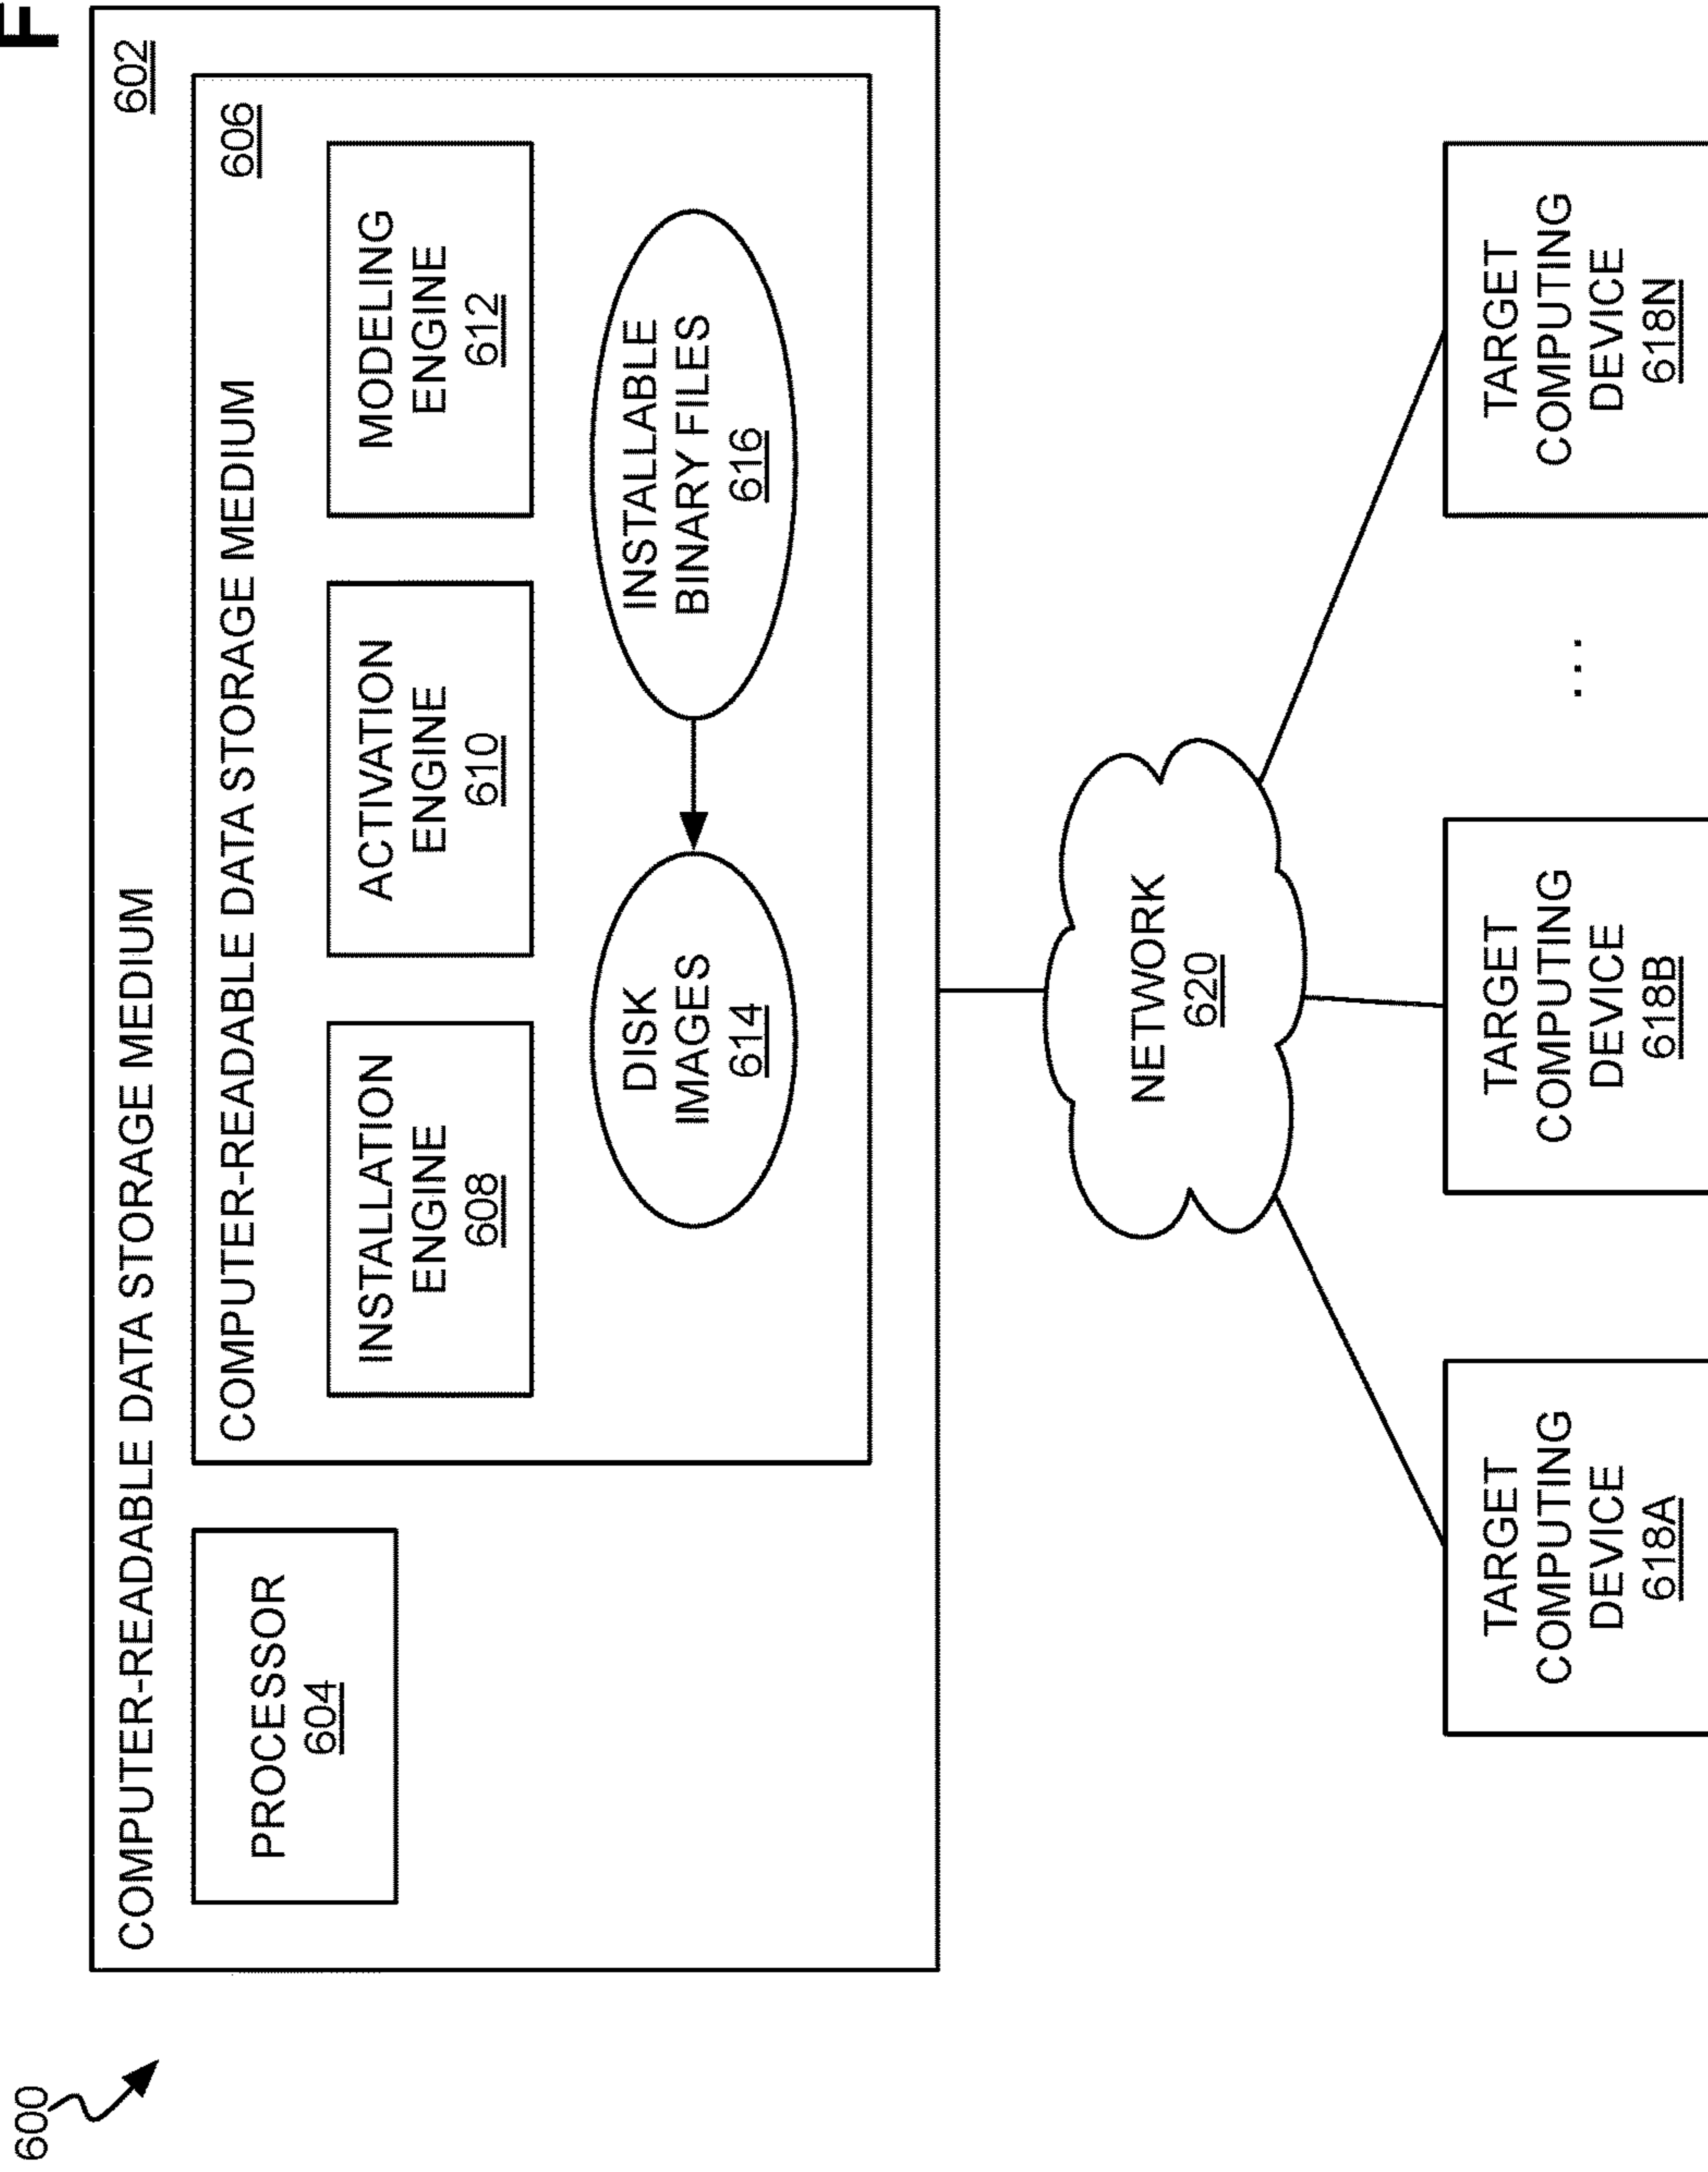 F
600
COMPUTER-READABLE DATA STORAGE MEDIUM
602
PROCESSOR
604
COMPUTER-READABLE DATA STORAGE MEDIUM
606
INSTALLATION
ENGINE
608
ACTIVATION
ENGINE
610
MODELING
ENGINE
612
DISK
IMAGES
614
INSTALLABLE
BINARY FILES
616
NETWORK
620
TARGET
COMPUTING
DEVICE
618A
TARGET
COMPUTING
DEVICE
618B
...
TARGET
COMPUTING
DEVICE
618N